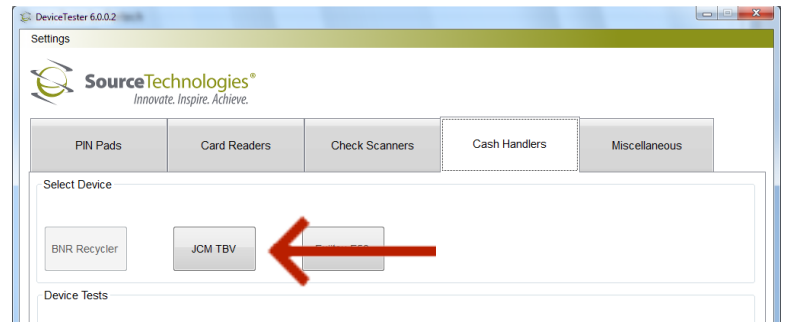 DeviceTester 6.0.0.2
Settings
SourceTechnologies®
Innovate. Inspire. Achieve.
PIN Pads
Card Readers
Check Scanners
Cash Handlers
Miscellaneous
Select Device
BNR Recycler
JCM TBV
Device Tests